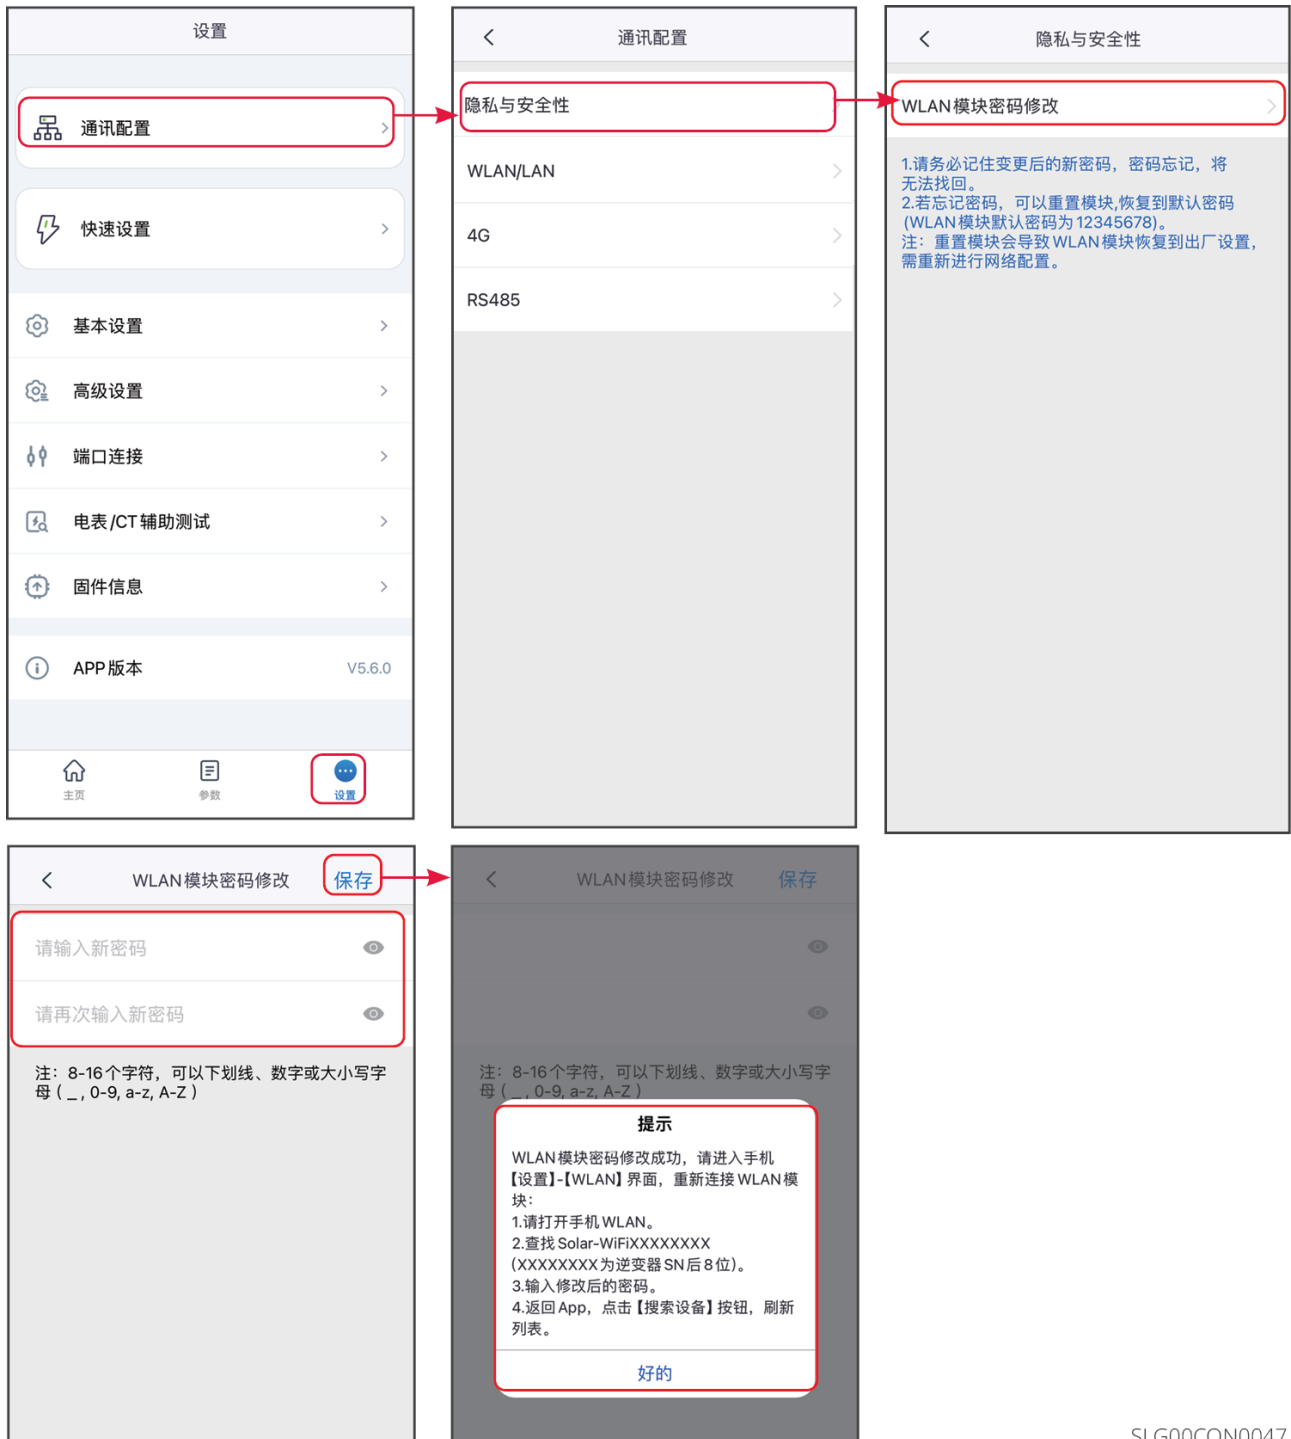 设置
通讯配置
快速设置
基本设置
高级设置
端口连接
电表/CT辅助测试
固件信息
APP版本 V5.6.0
主页 参数 设置
通讯配置
隐私与安全性
WLAN/LAN
4G
RS485
隐私与安全性
WLAN模块密码修改
1.请务必记住变更后的新密码，密码忘记，将
无法找回。
2.若忘记密码，可以重置模块,恢复到默认密码
(WLAN模块默认密码为12345678)。
注：重置模块会导致WLAN模块恢复到出厂设置，
需重新进行网络配置。
WLAN模块密码修改 保存
请输入新密码
请再次输入新密码
注：8-16个字符，可以下划线、数字或大小写字
母 ( _ , 0-9, a-z, A-Z )
WLAN模块密码修改 保存
注：8-16个字符，可以下划线、数字或大小写字
母 ( _ , 0-9, a-z, A-Z )
提示
WLAN模块密码修改成功，请进入手机
【设置】-【WLAN】界面，重新连接WLAN模
块：
1.请打开手机WLAN。
2.查找Solar-WiFiXXXXXXXX
(XXXXXXXX为逆变器SN后8位)。
3.输入修改后的密码。
4.返回App，点击【搜索设备】按钮，刷新
列表。
好的
SLG00CON0047